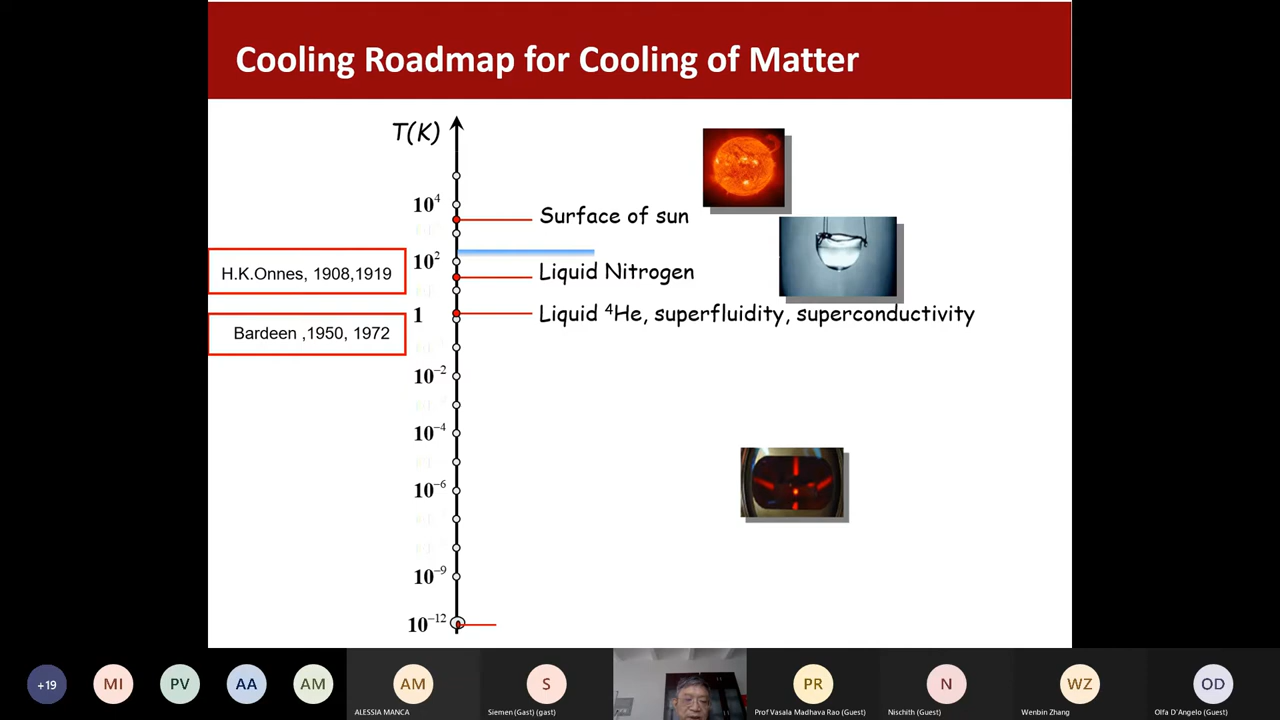 Cooling Roadmap for Cooling of Matter
T(K)
10⁴
Surface of sun
10²
H.K.Onnes, 1908,1919
Liquid Nitrogen
1
Liquid ⁴He, superfluidity, superconductivity
Bardeen ,1950, 1972
10⁻²
10⁻⁴
10⁻⁶
10⁻⁹
10⁻¹²
+19
MI
PV
AA
AM
AM
S
PR
N
WZ
OD
ALESSIA MANCA
Siemen (Gast) (gast)
Prof Vasala Madhava Rao (Guest)
Nischith (Guest)
Wenbin Zhang
Olfa D´Angelo (Guest)